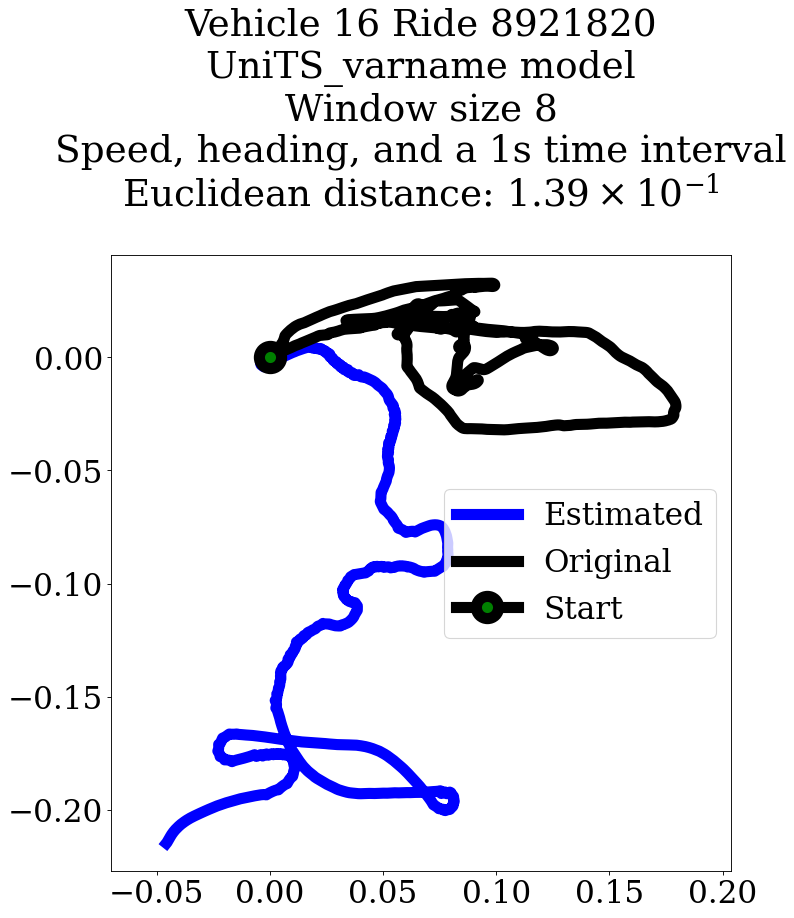 Vehicle 16 Ride 8921820
UniTS_varname model
Window size 8
Speed, heading, and a 1s time interval
Euclidean distance: 1.39 × 10⁻¹
0.00
−0.05
−0.10
−0.15
−0.20
Estimated
Original
Start
−0.05 0.00 0.05 0.10 0.15 0.20